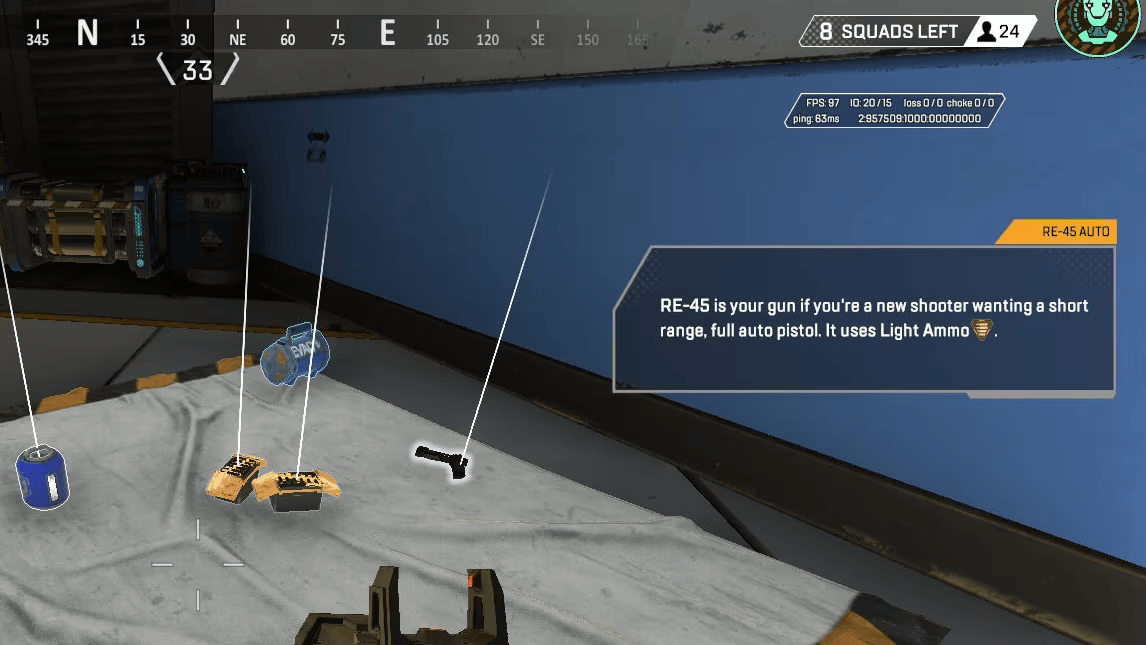 345 N 15 30 NE 60 75 E 105 120 SE 150 165
33
8 SQUADS LEFT 24
FPS: 97 IO: 20/15 loss 0/0 choke 0/0
ping: 63ms 2:957509:1000:00000000
RE-45 AUTO
RE-45 is your gun if you're a new shooter wanting a short
range, full auto pistol. It uses Light Ammo .